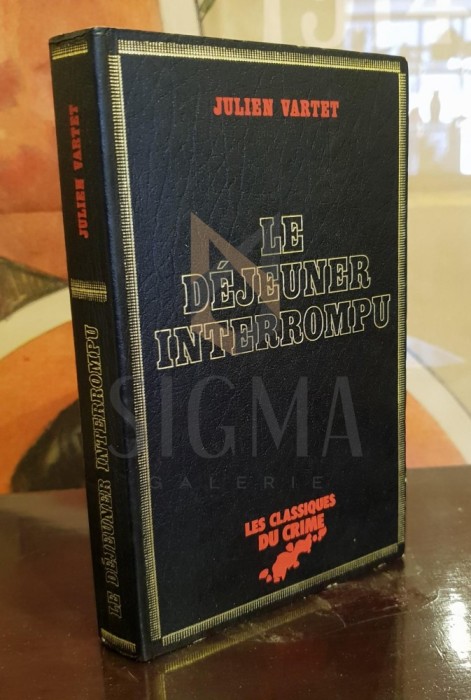 JULIEN VARTET
LE
DÉJEUNER
INTERROMPU
LES CLASSIQUES
DU CRIME
JULIEN VARTET
LE DÉJEUNER INTERROMPU
SIGMA
GALERIE